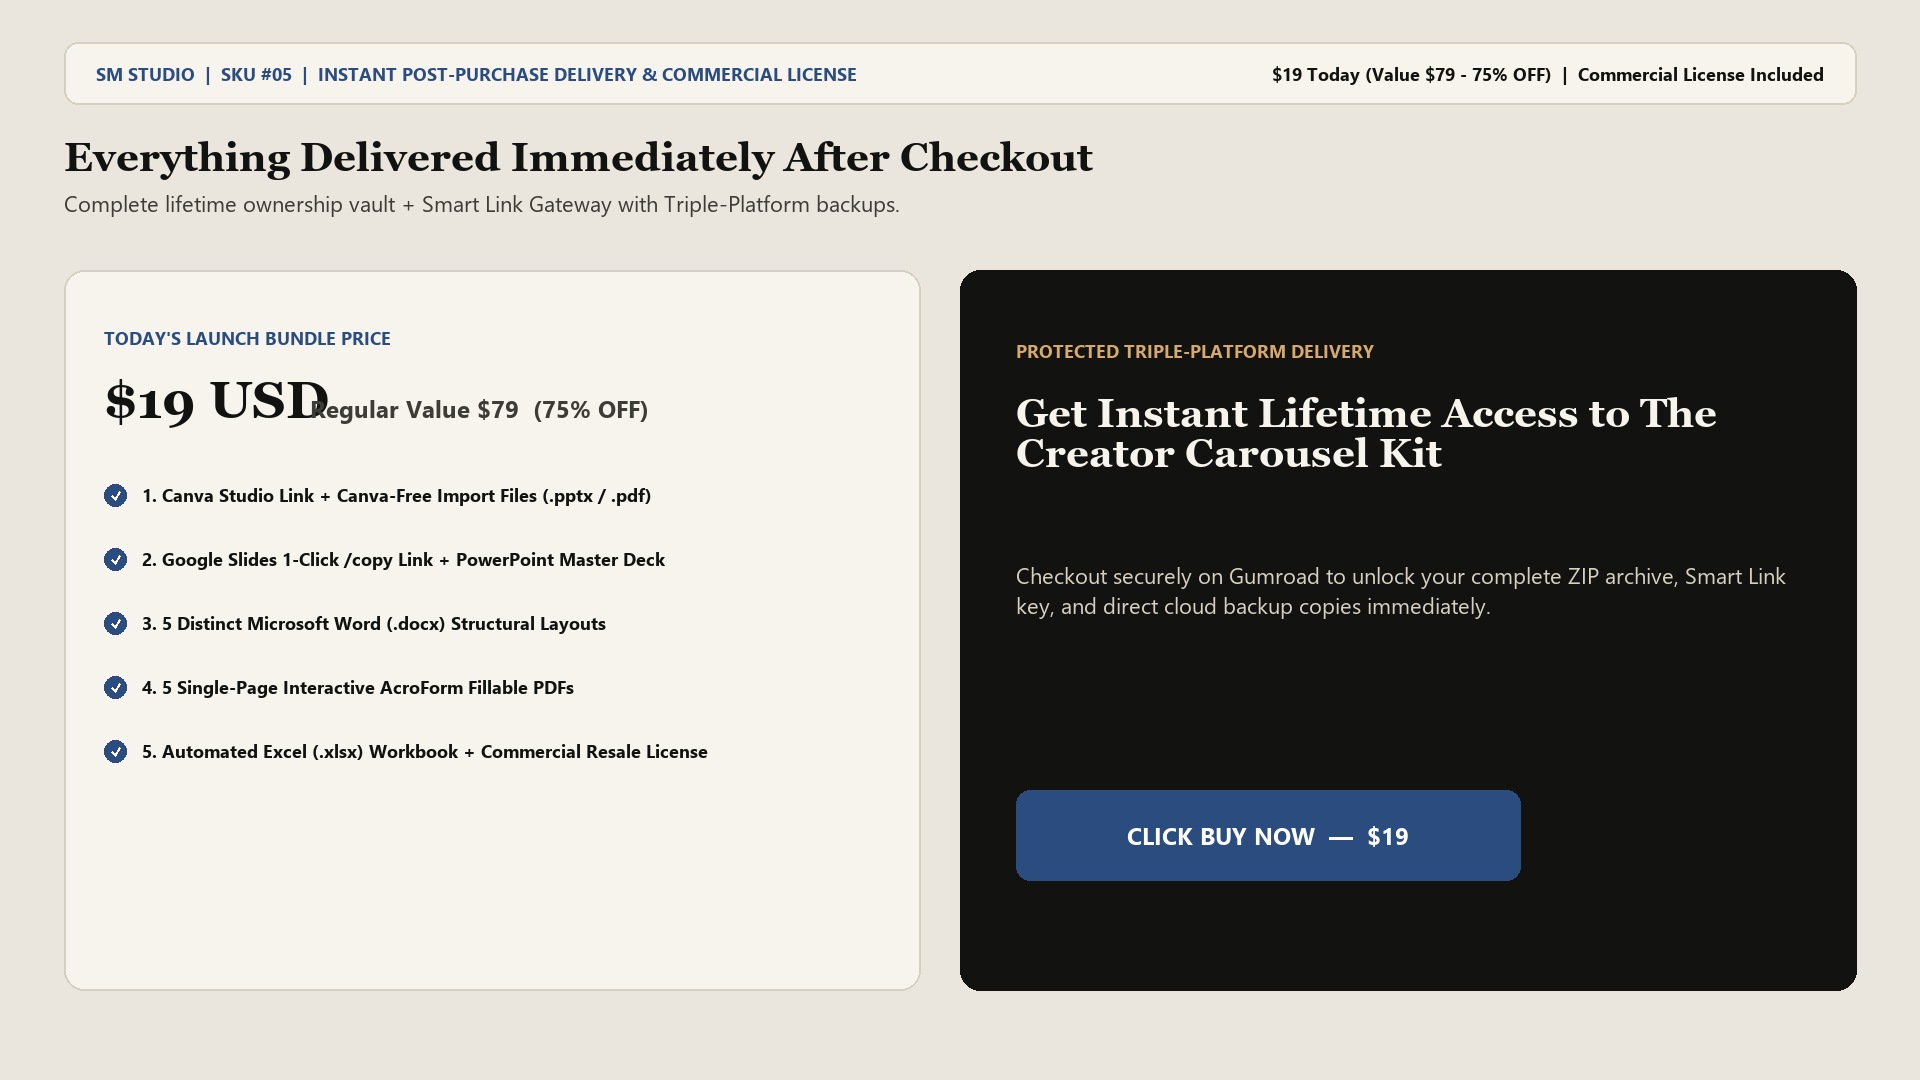 SM STUDIO | SKU #05 | INSTANT POST-PURCHASE DELIVERY & COMMERCIAL LICENSE
$19 Today (Value $79 - 75% OFF) | Commercial License Included
Everything Delivered Immediately After Checkout
Complete lifetime ownership vault + Smart Link Gateway with Triple-Platform backups.
TODAY'S LAUNCH BUNDLE PRICE
$19 USD Regular Value $79 (75% OFF)
1. Canva Studio Link + Canva-Free Import Files (.pptx / .pdf)
2. Google Slides 1-Click /copy Link + PowerPoint Master Deck
3. 5 Distinct Microsoft Word (.docx) Structural Layouts
4. 5 Single-Page Interactive AcroForm Fillable PDFs
5. Automated Excel (.xlsx) Workbook + Commercial Resale License
PROTECTED TRIPLE-PLATFORM DELIVERY
Get Instant Lifetime Access to The
Creator Carousel Kit
Checkout securely on Gumroad to unlock your complete ZIP archive, Smart Link
key, and direct cloud backup copies immediately.
CLICK BUY NOW — $19